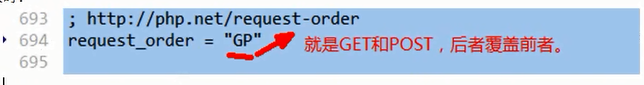 693 ; http://php.net/request-order
694 request_order = "GP" 就是GET和POST，后者覆盖前者。
695